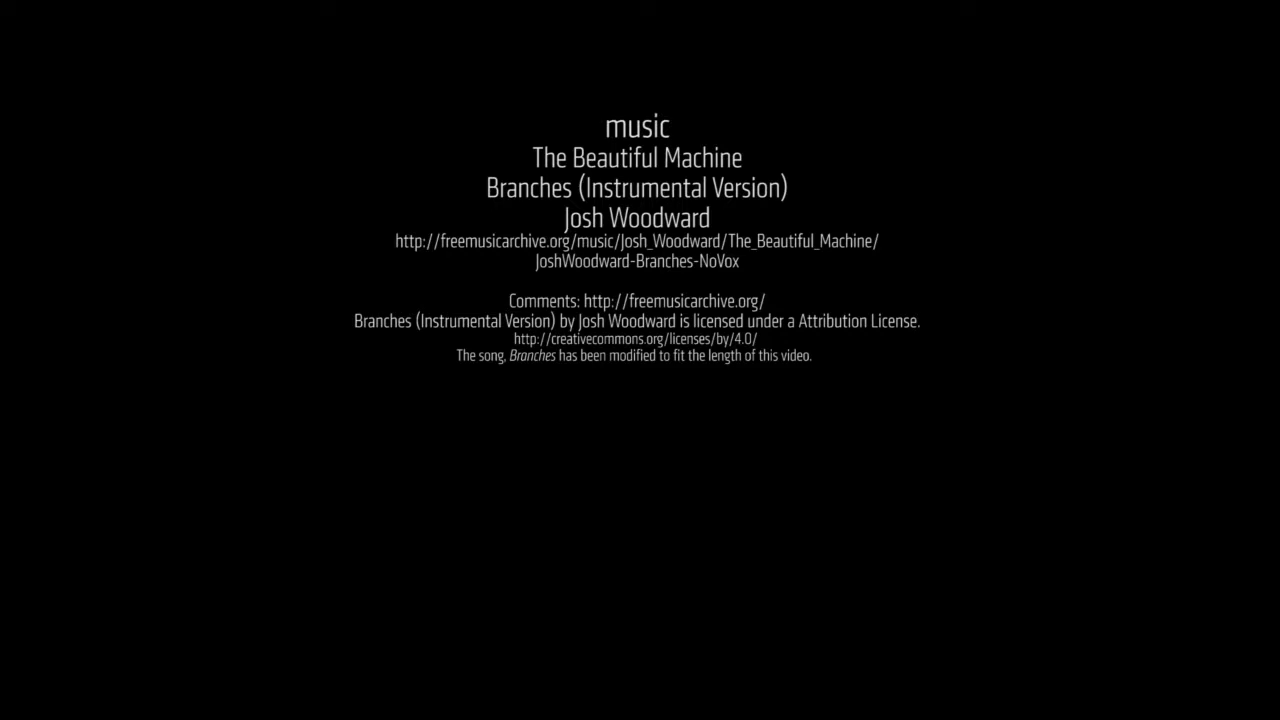 music
The Beautiful Machine
Branches (Instrumental Version)
Josh Woodward
http://freemusicarchive.org/music/Josh_Woodward/The_Beautiful_Machine/
JoshWoodward-Branches-NoVox
Comments: http://freemusicarchive.org/
Branches (Instrumental Version) by Josh Woodward is licensed under a Attribution License.
http://creativecommons.org/licenses/by/4.0/
The song, Branches has been modified to fit the length of this video.